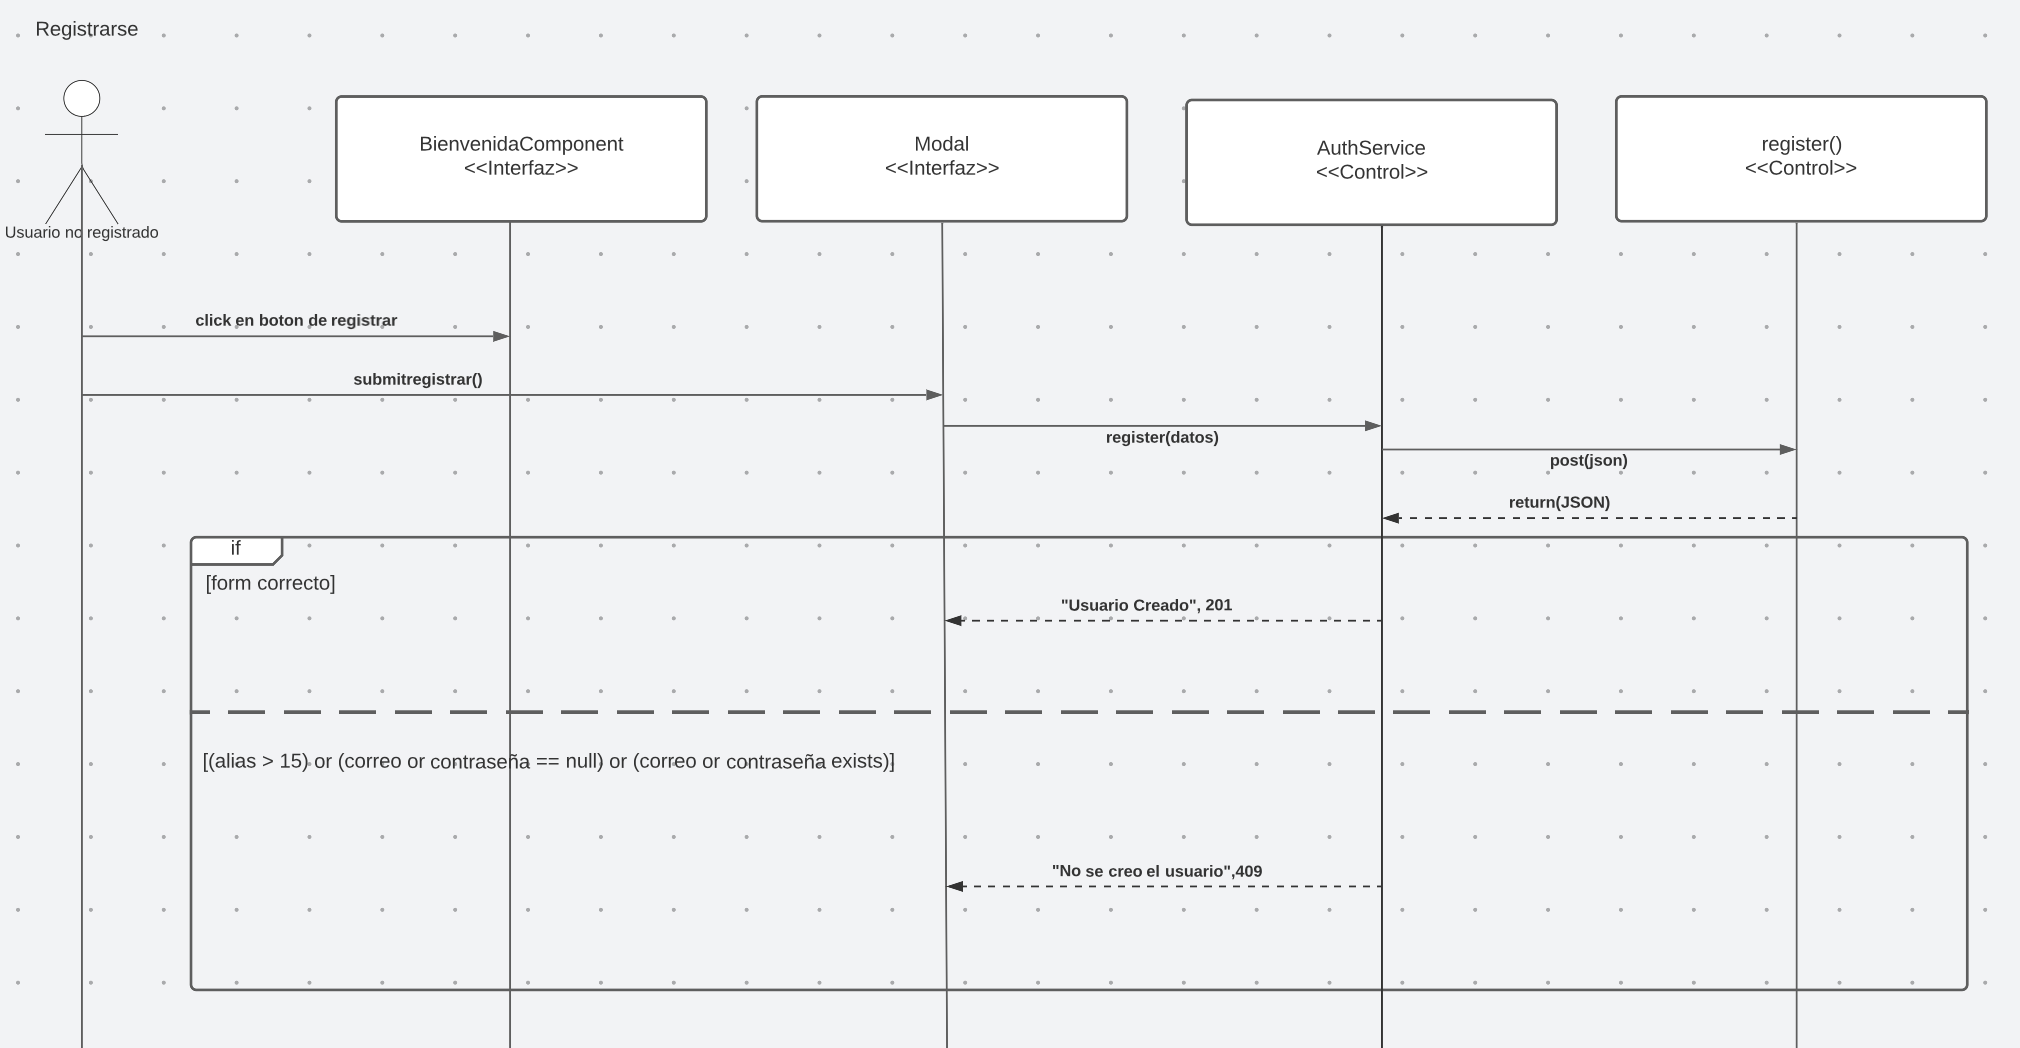 Registrarse
BienvenidaComponent
<<Interfaz>>
Modal
<<Interfaz>>
AuthService
<<Control>>
register()
<<Control>>
Usuario no registrado
click en boton de registrar
submitregistrar()
register(datos)
post(json)
return(JSON)
if
[form correcto]
"Usuario Creado", 201
[(alias > 15) or (correo or contraseña == null) or (correo or contraseña exists)]
"No se creo el usuario",409